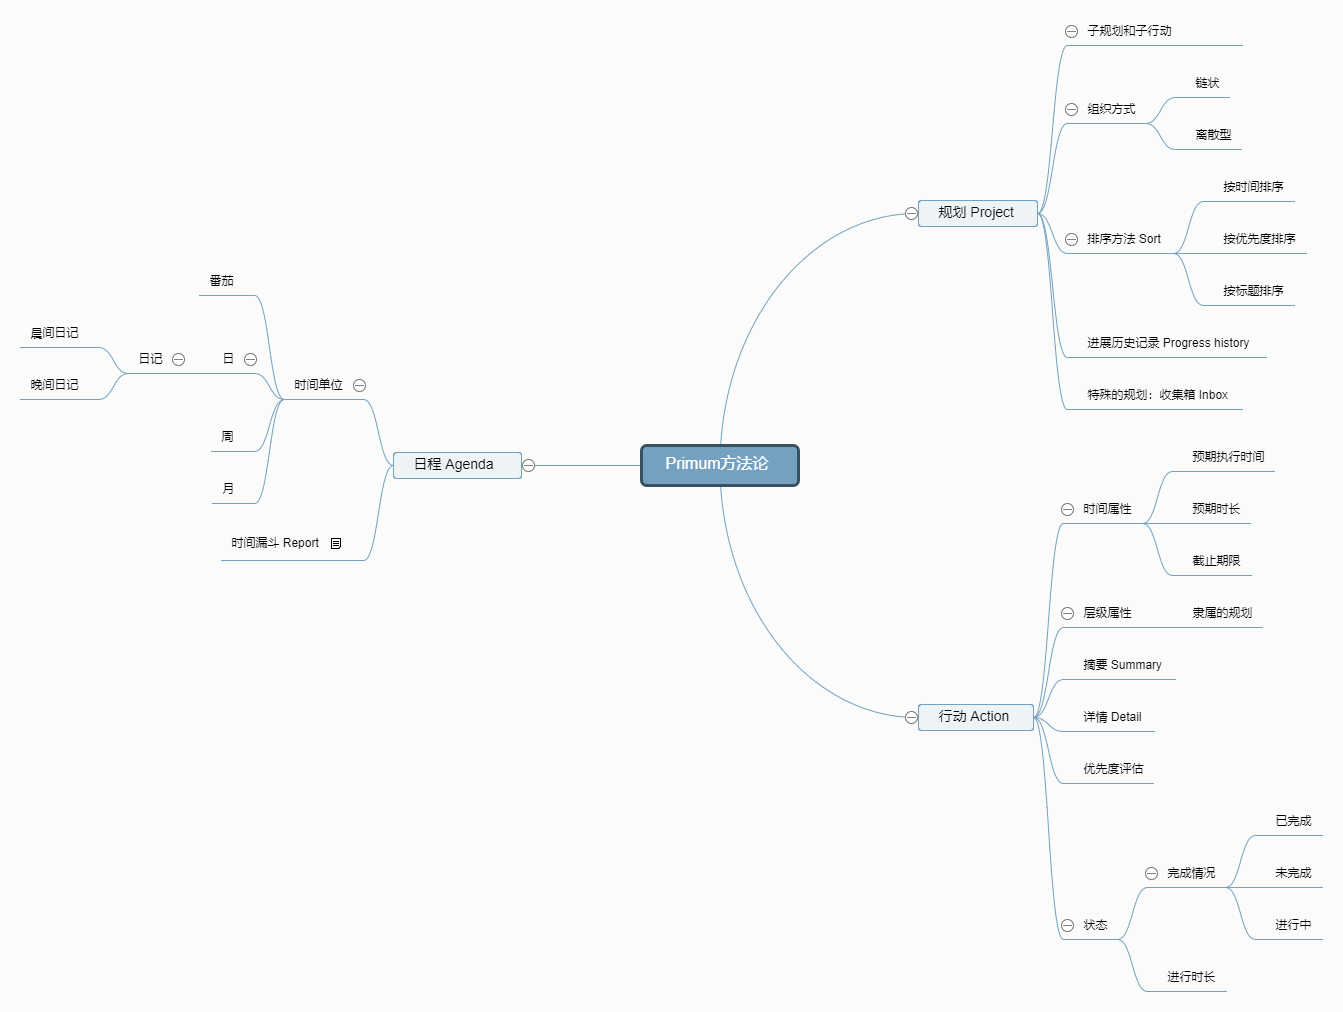 Primum方法论
规划 Project
子规划和子行动
组织方式
链状
离散型
排序方法 Sort
按时间排序
按优先度排序
按标题排序
进展历史记录 Progress history
特殊的规划：收集箱 Inbox
行动 Action
时间属性
预期执行时间
预期时长
截止期限
层级属性
隶属的规划
摘要 Summary
详情 Detail
优先度评估
状态
完成情况
已完成
未完成
进行中
进行时长
日程 Agenda
时间单位
番茄
日
日记
晨间日记
晚间日记
周
月
时间漏斗 Report